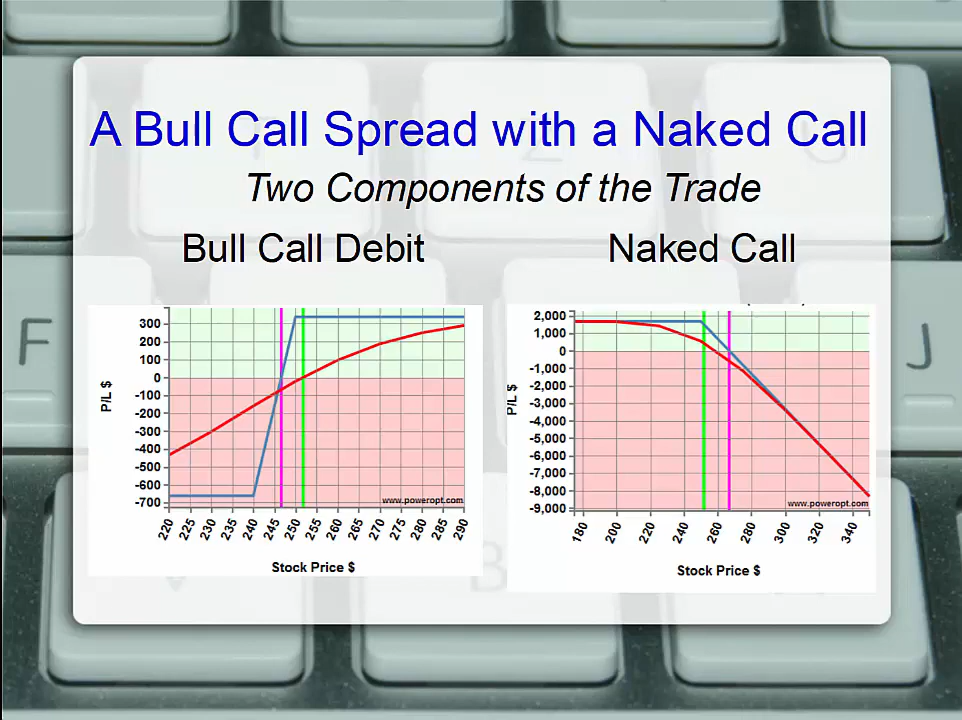 A Bull Call Spread with a Naked Call
Two Components of the Trade
Bull Call Debit
Naked Call
300
200
100
0
-100
-200
-300
-400
-500
-600
-700
P/L $
www.poweropt.com
220 225 230 235 240 245 250 255 260 265 270 275 280 285 290
Stock Price $
2,000
1,000
0
-1,000
-2,000
-3,000
-4,000
-5,000
-6,000
-7,000
-8,000
-9,000
P/L $
www.poweropt.com
180 200 220 240 260 280 300 320 340
Stock Price $
F
J
B